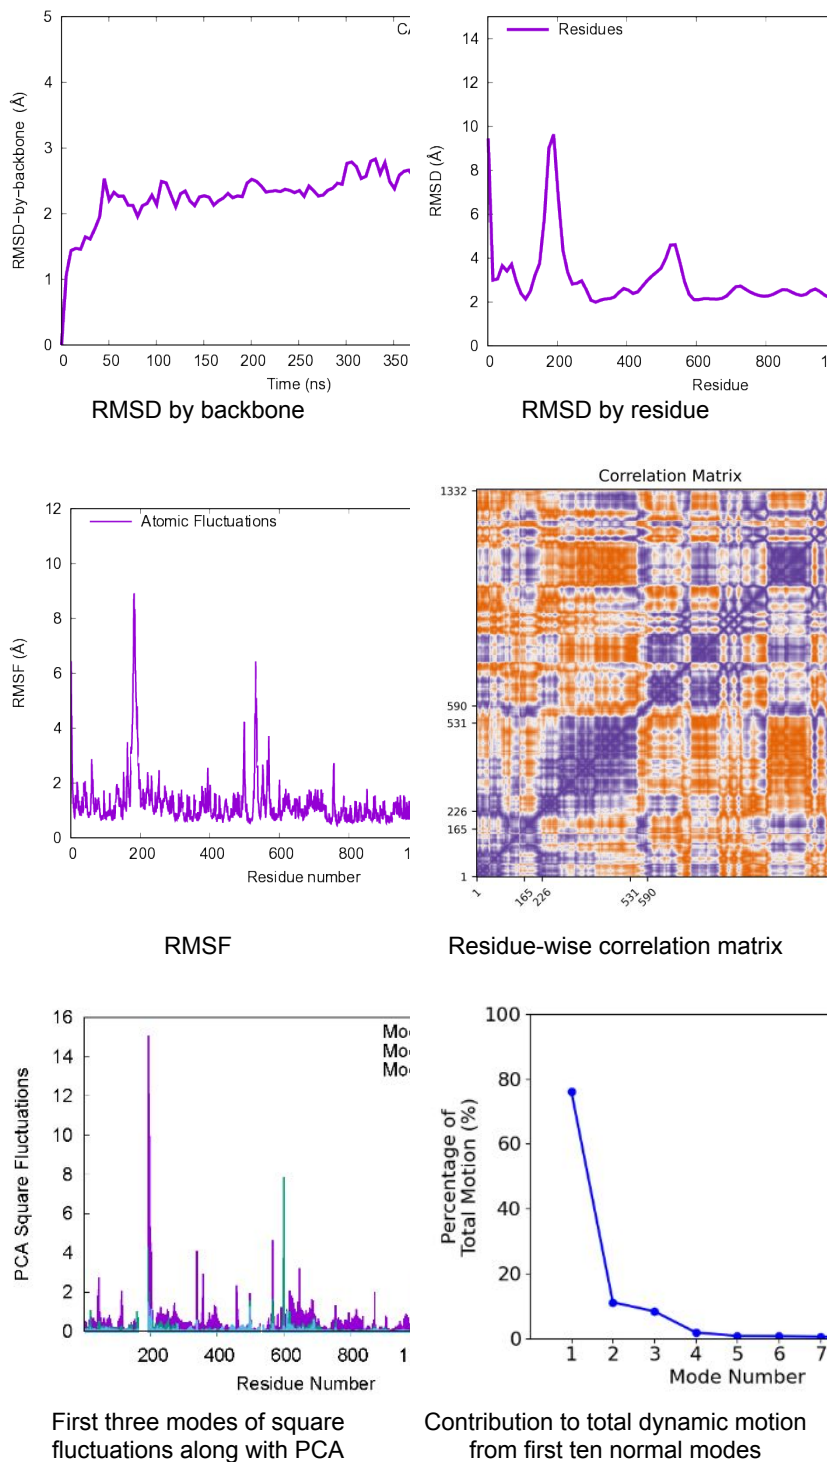 5
4
3
2
1
0
RMSD-by-backbone (Å)
0 50 100 150 200 250 300 350
Time (ns)
RMSD by backbone
Residues
14
12
10
8
6
4
2
0
RMSD (Å)
0 200 400 600 800
Residue
RMSD by residue
12
10
8
6
4
2
0
RMSF (Å)
Atomic Fluctuations
0 200 400 600 800
Residue number
RMSF
Correlation Matrix
1332
590
531
226
165
1
1 165 226 531 590
Residue-wise correlation matrix
16
14
12
10
8
6
4
2
0
PCA Square Fluctuations
200 400 600 800
Residue Number
First three modes of square
fluctuations along with PCA
100
80
60
40
20
0
Percentage of
Total Motion (%)
1 2 3 4 5 6 7
Mode Number
Contribution to total dynamic motion
from first ten normal modes